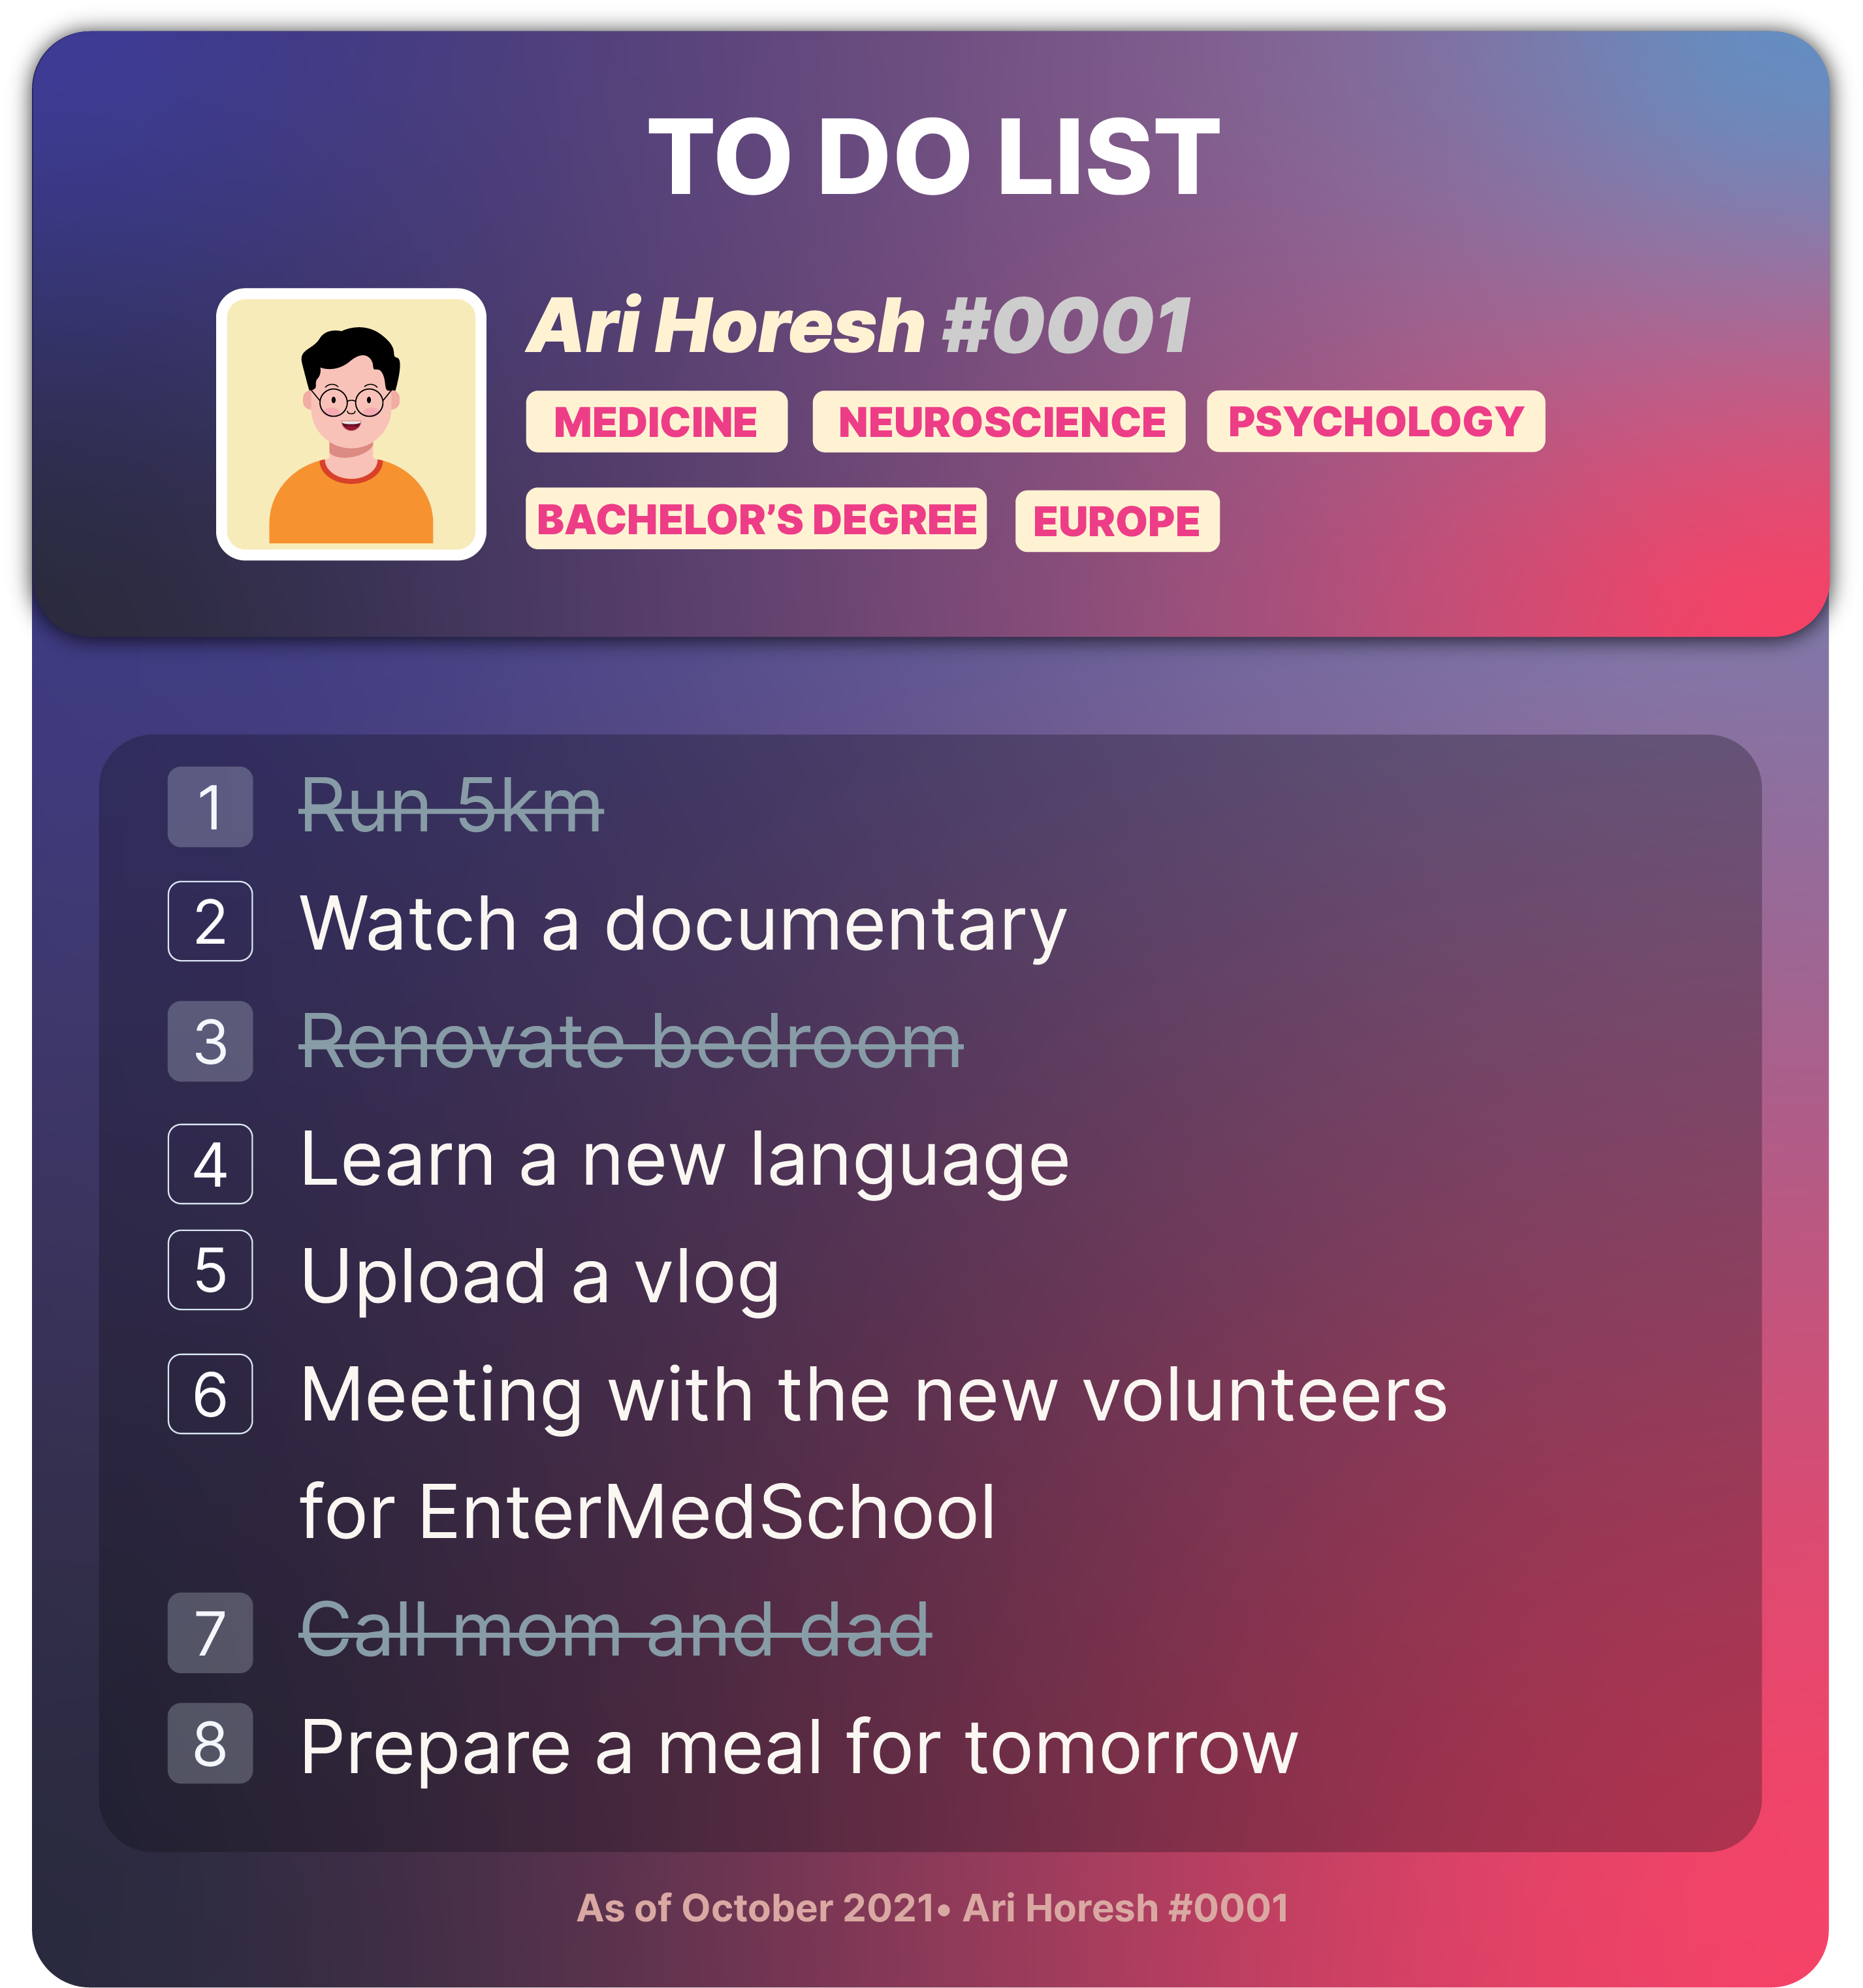 TO DO LIST
Ari Horesh #0001
MEDICINE NEUROSCIENCE PSYCHOLOGY
BACHELOR'S DEGREE EUROPE
1 Run 5km
2 Watch a documentary
3 Renovate bedroom
4 Learn a new language
5 Upload a vlog
6 Meeting with the new volunteers
for EnterMedSchool
7 Call mom and dad
8 Prepare a meal for tomorrow
As of October 2021• Ari Horesh #0001